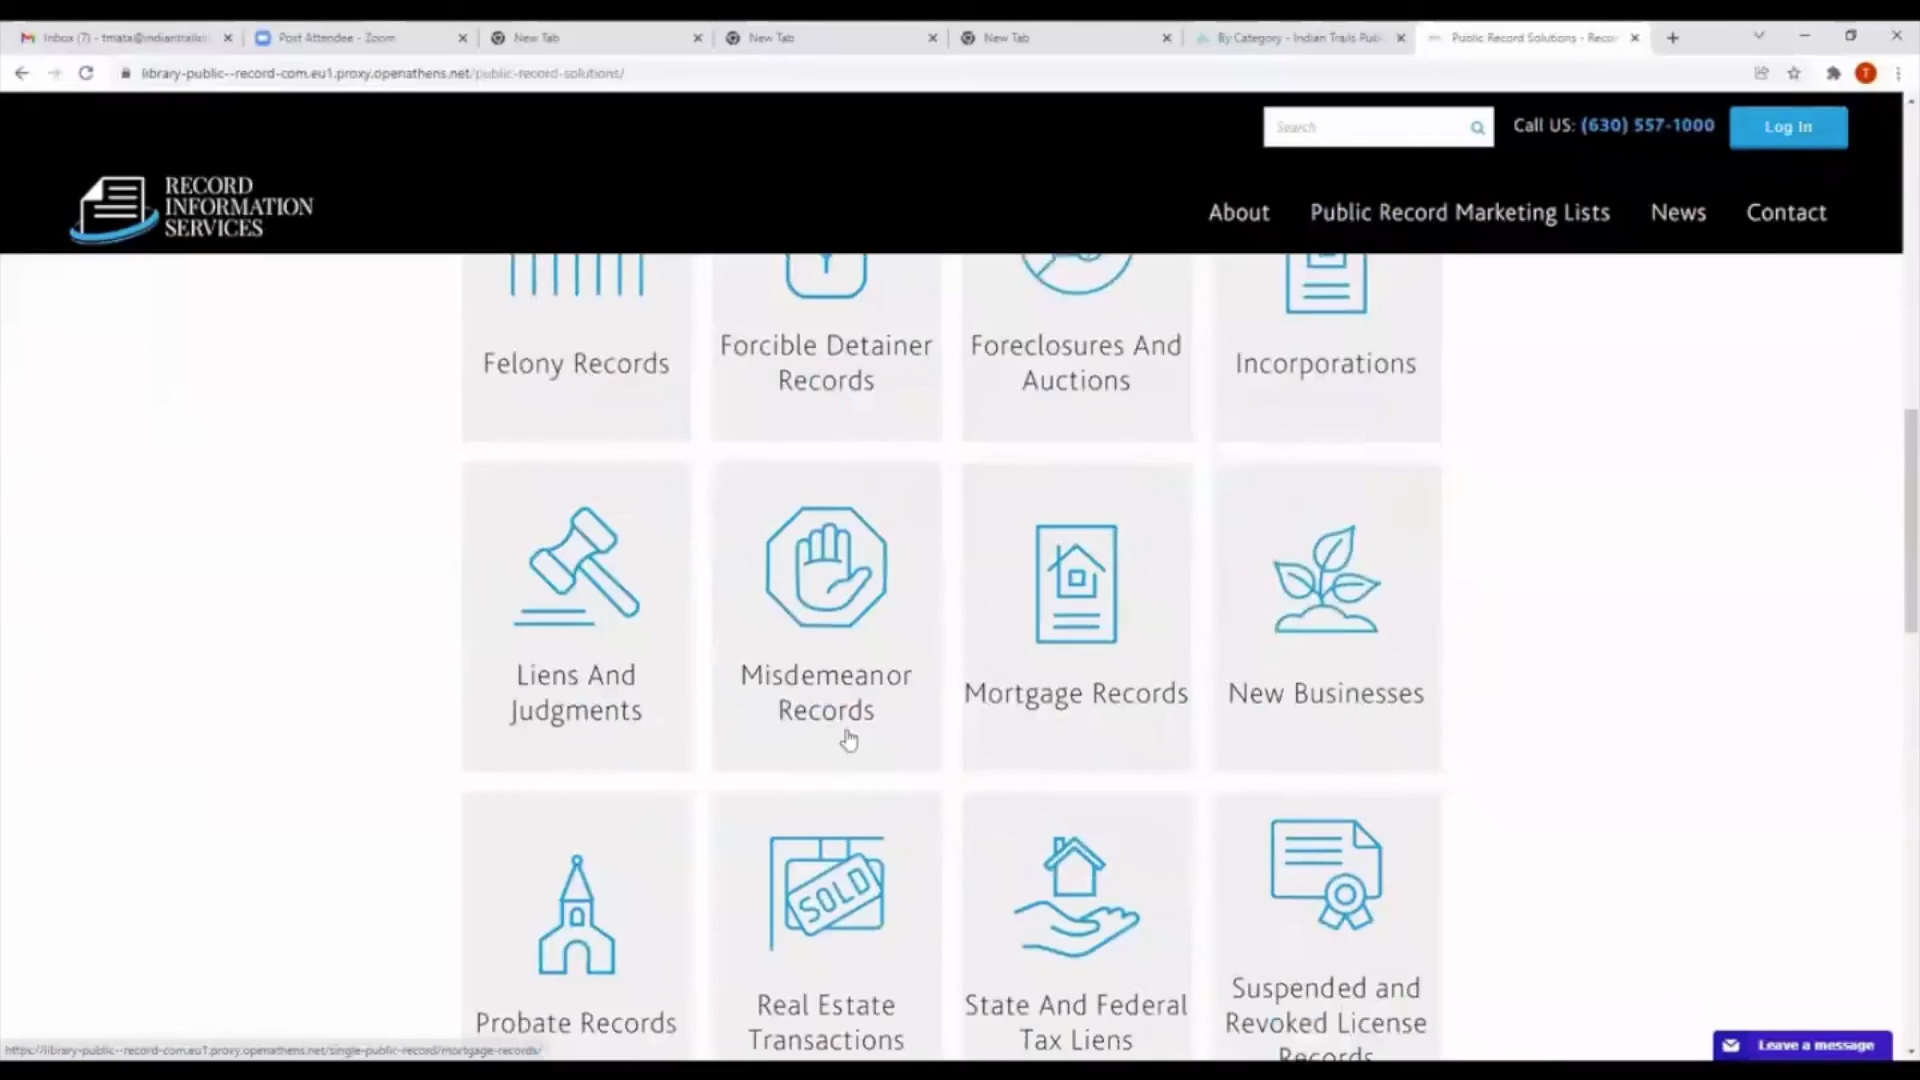 Inbox (7) - tmata@indiantrails
Post Attendee - Zoom
New Tab
New Tab
New Tab
By Category - Indian Trails Publ
Public Record Solutions - Recor
library-public--record-com.eu1.proxy.openathens.net/public-record-solutions/
T
Search
Call US: (630) 557-1000
Log In
RECORD
INFORMATION
SERVICES
About
Public Record Marketing Lists
News
Contact
Felony Records
Forcible Detainer
Records
Foreclosures And
Auctions
Incorporations
Liens And
Judgments
Misdemeanor
Records
Mortgage Records
New Businesses
SOLD
Probate Records
Real Estate
Transactions
State And Federal
Tax Liens
Suspended and
Revoked License
Records
https://library-public--record-com.eu1.proxy.openathens.net/single-public-record/mortgage-records/
Leave a message